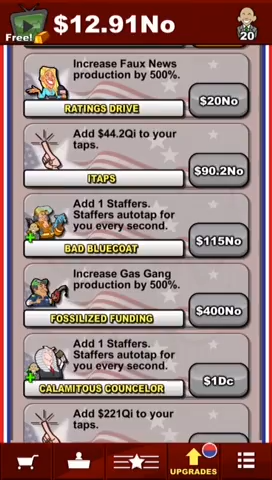 Free!
$12.91No
20
Increase Faux News
production by 500%.
RATINGS DRIVE
$20No
Add $44.2Qi to your
taps.
ITAPS
$90.2No
Add 1 Staffers.
Staffers autotap for
you every second.
BAD BLUECOAT
$115No
Increase Gas Gang
production by 500%.
FOSSILIZED FUNDING
$400No
Add 1 Staffers.
Staffers autotap for
you every second.
CALAMITOUS COUNCELOR
$1Dc
Add $221Qi to your
taps.
UPGRADES